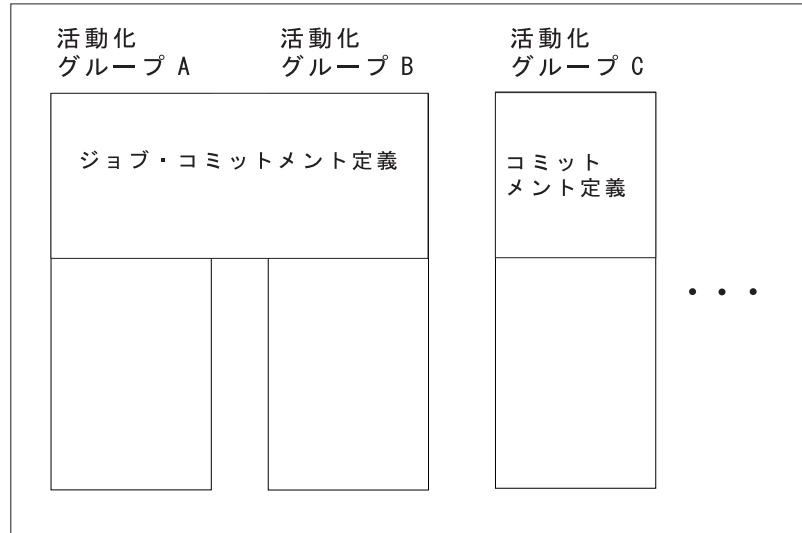 活動化
グループ A
活動化
グループ B
活動化
グループ C
ジョブ・コミットメント定義
コミット
メント定義
・・・